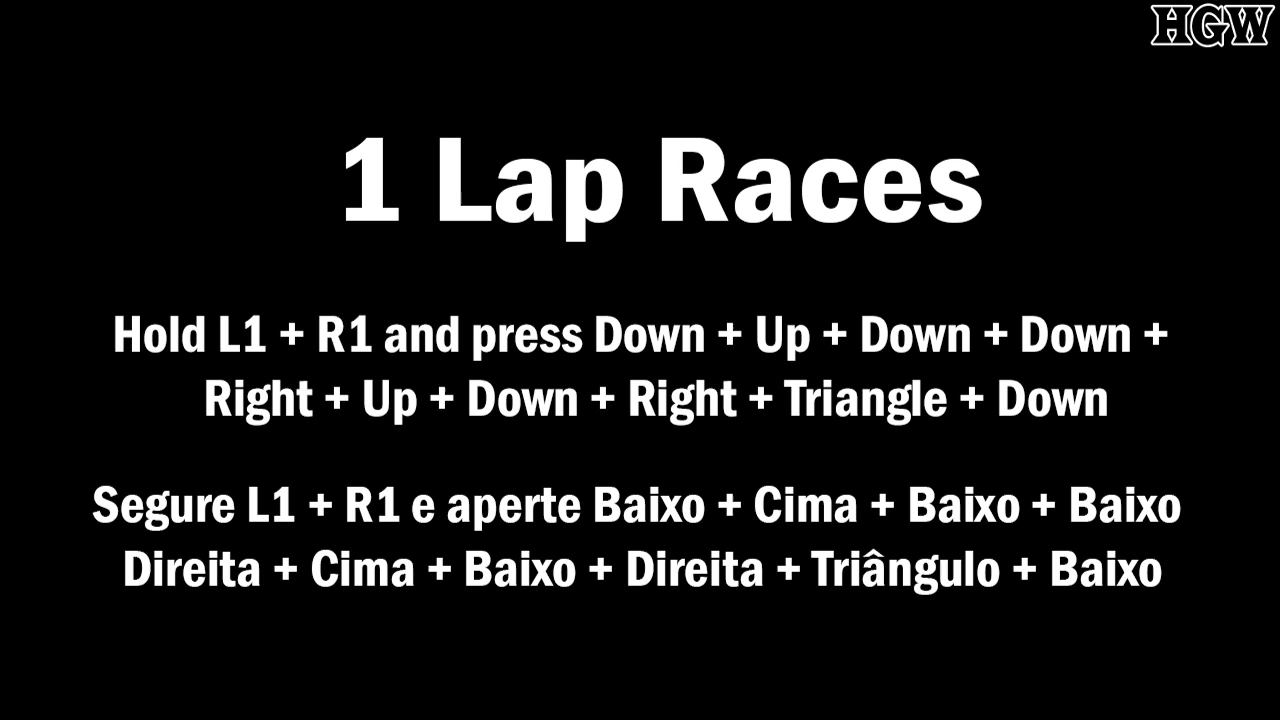 HGW
1 Lap Races
Hold L1 + R1 and press Down + Up + Down + Down +
Right + Up + Down + Right + Triangle + Down
Segure L1 + R1 e aperte Baixo + Cima + Baixo + Baixo
Direita + Cima + Baixo + Direita + Triângulo + Baixo